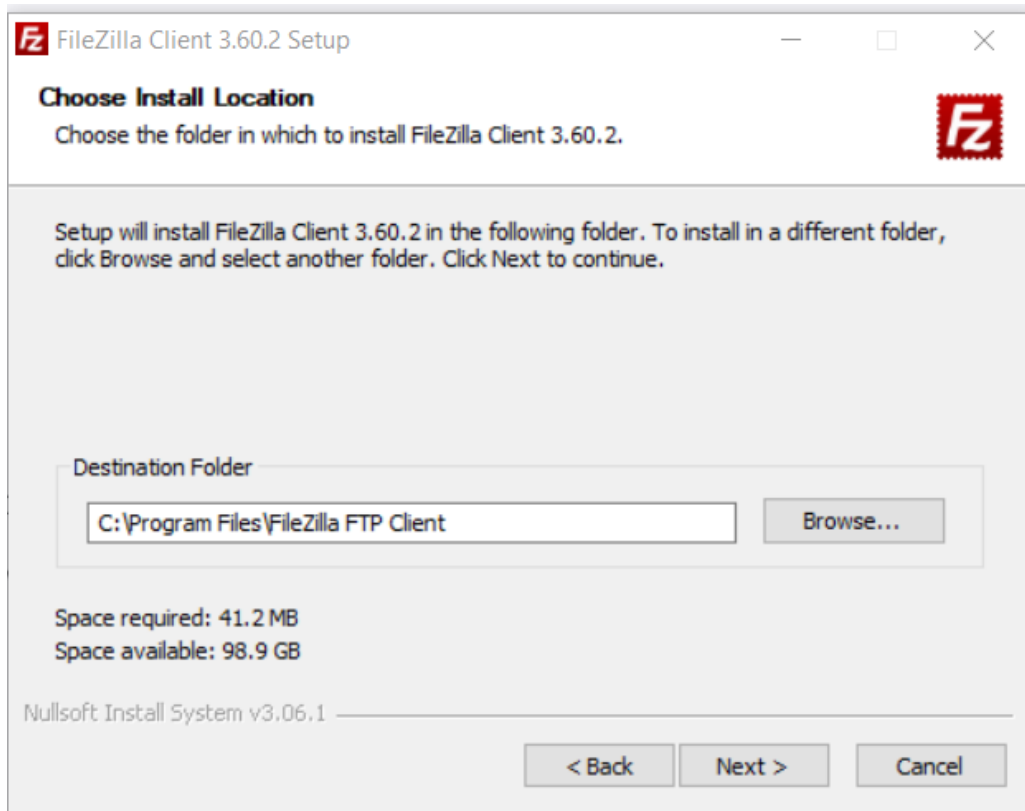 FileZilla Client 3.60.2 Setup
Choose Install Location
Choose the folder in which to install FileZilla Client 3.60.2.
Fz
Setup will install FileZilla Client 3.60.2 in the following folder. To install in a different folder,
click Browse and select another folder. Click Next to continue.
Destination Folder
C:\Program Files\FileZilla FTP Client
Browse...
Space required: 41.2 MB
Space available: 98.9 GB
Nullsoft Install System v3.06.1
< Back
Next >
Cancel